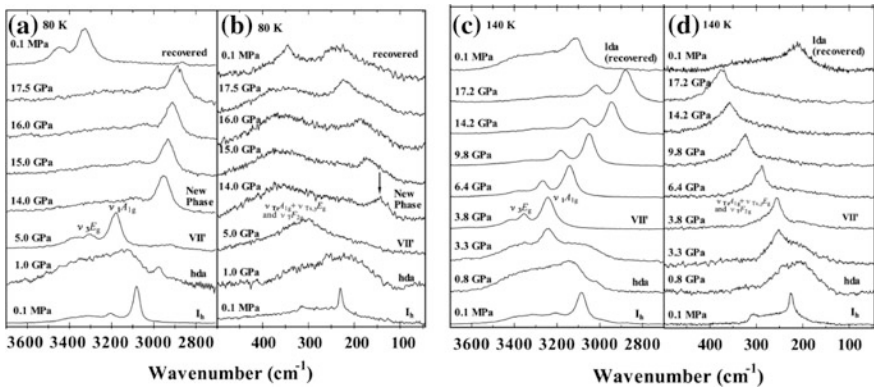 (a) 80 K
0.1 MPa
recovered
17.5 GPa
16.0 GPa
15.0 GPa
14.0 GPa
New Phase
ν3Eg
ν1A1g
5.0 GPa
VII'
1.0 GPa
hda
0.1 MPa
Ih
3600 3400 3200 3000 2800
Wavenumber (cm-1)
(b) 80 K
0.1 MPa
recovered
17.5 GPa
16.0 GPa
15.0 GPa
14.0 GPa
New Phase
and
5.0 GPa
VII'
1.0 GPa
hda
0.1 MPa
Ih
400 300 200 100
(c) 140 K
0.1 MPa
lda (recovered)
17.2 GPa
14.2 GPa
9.8 GPa
6.4 GPa
ν3Eg
ν1A1g
3.8 GPa
VII'
3.3 GPa
0.8 GPa
hda
0.1 MPa
Ih
3600 3400 3200 3000 2800
Wavenumber (cm-1)
(d) 140 K
0.1 MPa
lda (recovered)
17.2 GPa
14.2 GPa
9.8 GPa
6.4 GPa
and
3.8 GPa
VII'
3.3 GPa
0.8 GPa
hda
0.1 MPa
Ih
400 200